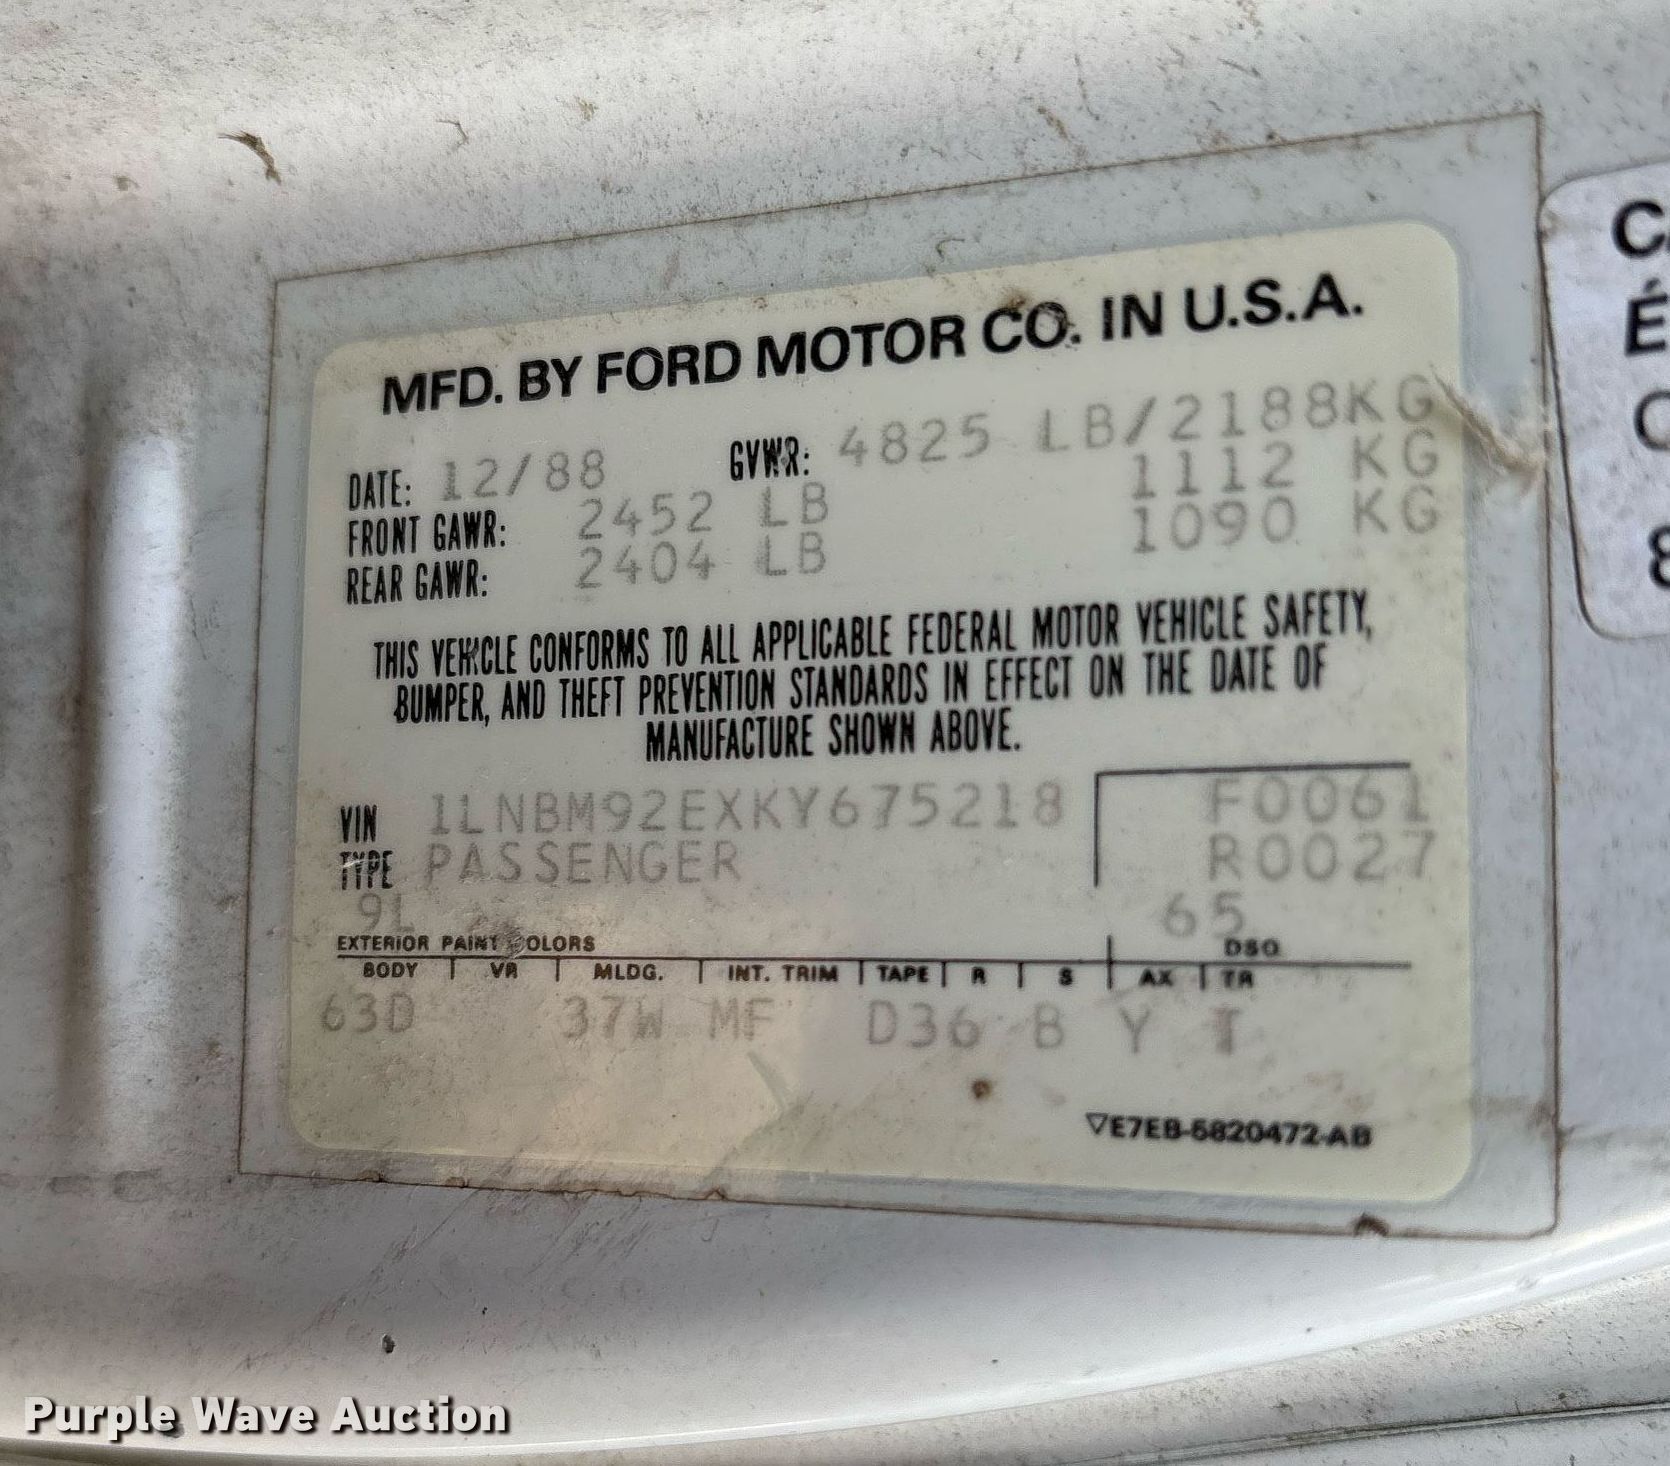 MFD. BY FORD MOTOR CO. IN U.S.A.
DATE: 12/88 GVWR: 4825 LB/2188KG
FRONT GAWR: 2452 LB 1112 KG
REAR GAWR: 2404 LB 1090 KG
THIS VEHICLE CONFORMS TO ALL APPLICABLE FEDERAL MOTOR VEHICLE SAFETY,
BUMPER, AND THEFT PREVENTION STANDARDS IN EFFECT ON THE DATE OF
MANUFACTURE SHOWN ABOVE.
VIN 1LNBM92EXKY675218 F0061
TYPE PASSENGER R0027
9L 65
EXTERIOR PAINT COLORS DSO
BODY VR MLDG. INT. TRIM TAPE R S AX TR
63D 37W MF D36 B Y T
▽E7EB-5820472-AB
C
É
C
8
Purple Wave Auction